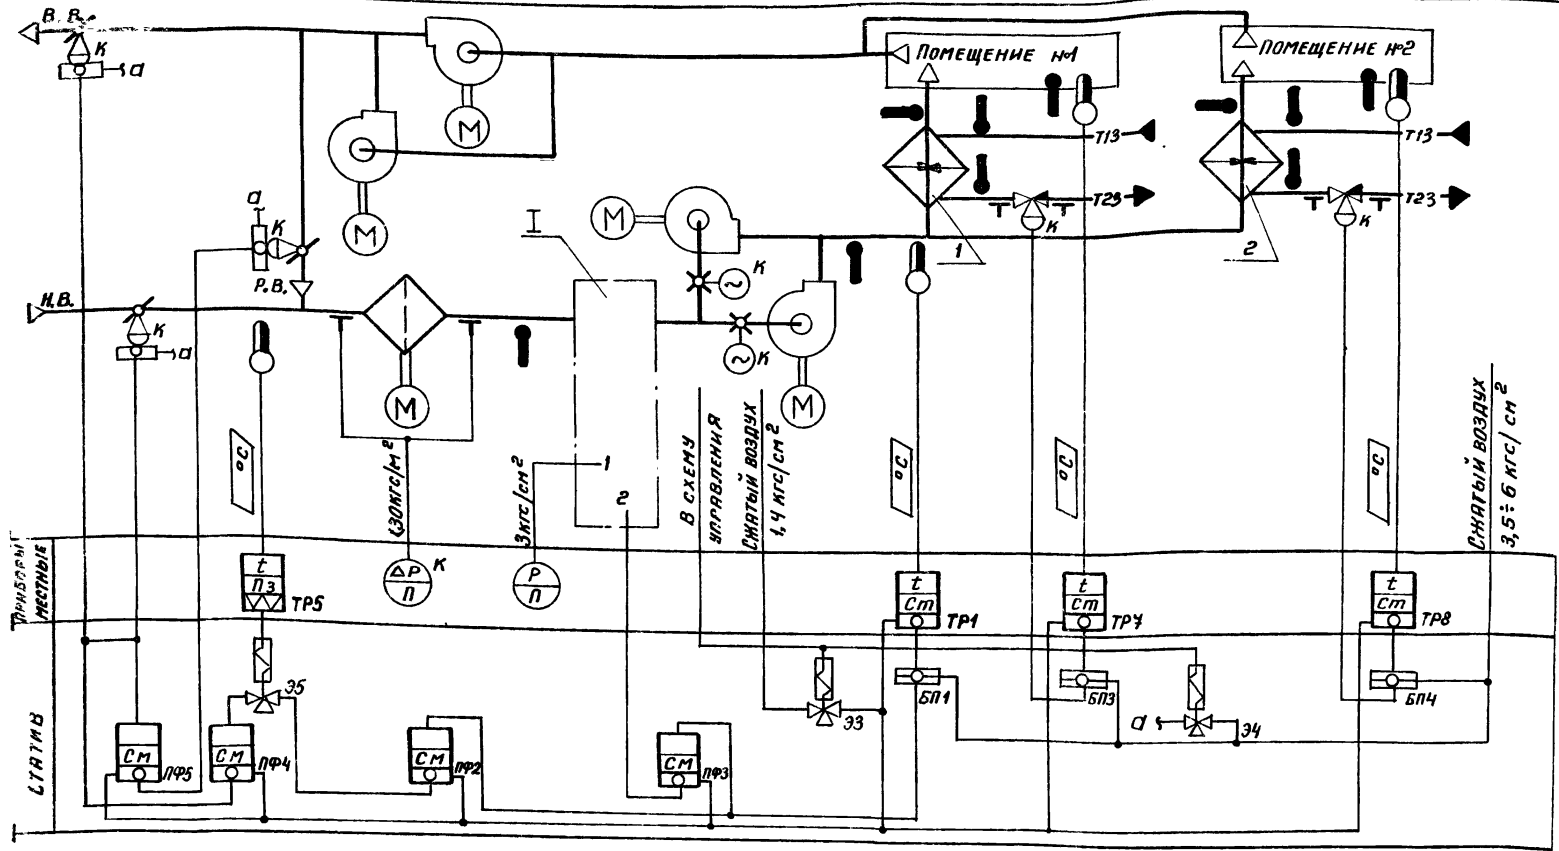 В. В.
К
а
М
М
ПОМЕЩЕНИЕ №1
ПОМЕЩЕНИЕ №2
Т13
Т13
Т23
Т23
К
К
1
2
а
К
Р.В.
Н.В.
К
а
М
I
М
К
К
М
°С
1,30кгс/м²
3кгс/см²
1
2
В СХЕМУ
УПРАВЛЕНИЯ
СЖАТЫЙ ВОЗДУХ
1,4 кгс/см²
°С
°С
°С
СЖАТЫЙ ВОЗДУХ
3,5÷6 кгс/см²
ПРИБОРЫ
МЕСТНЫЕ
t
ПЗ
ТР5
ΔР
П
К
Р
П
t
Ст
ТР1
t
Ст
ТР7
t
Ст
ТР8
СТАТИВ
Э5
Э3
БП1
БП3
а
Э4
БП4
См
ПФ5
См
ПФ4
См
ПФ2
См
ПФ3